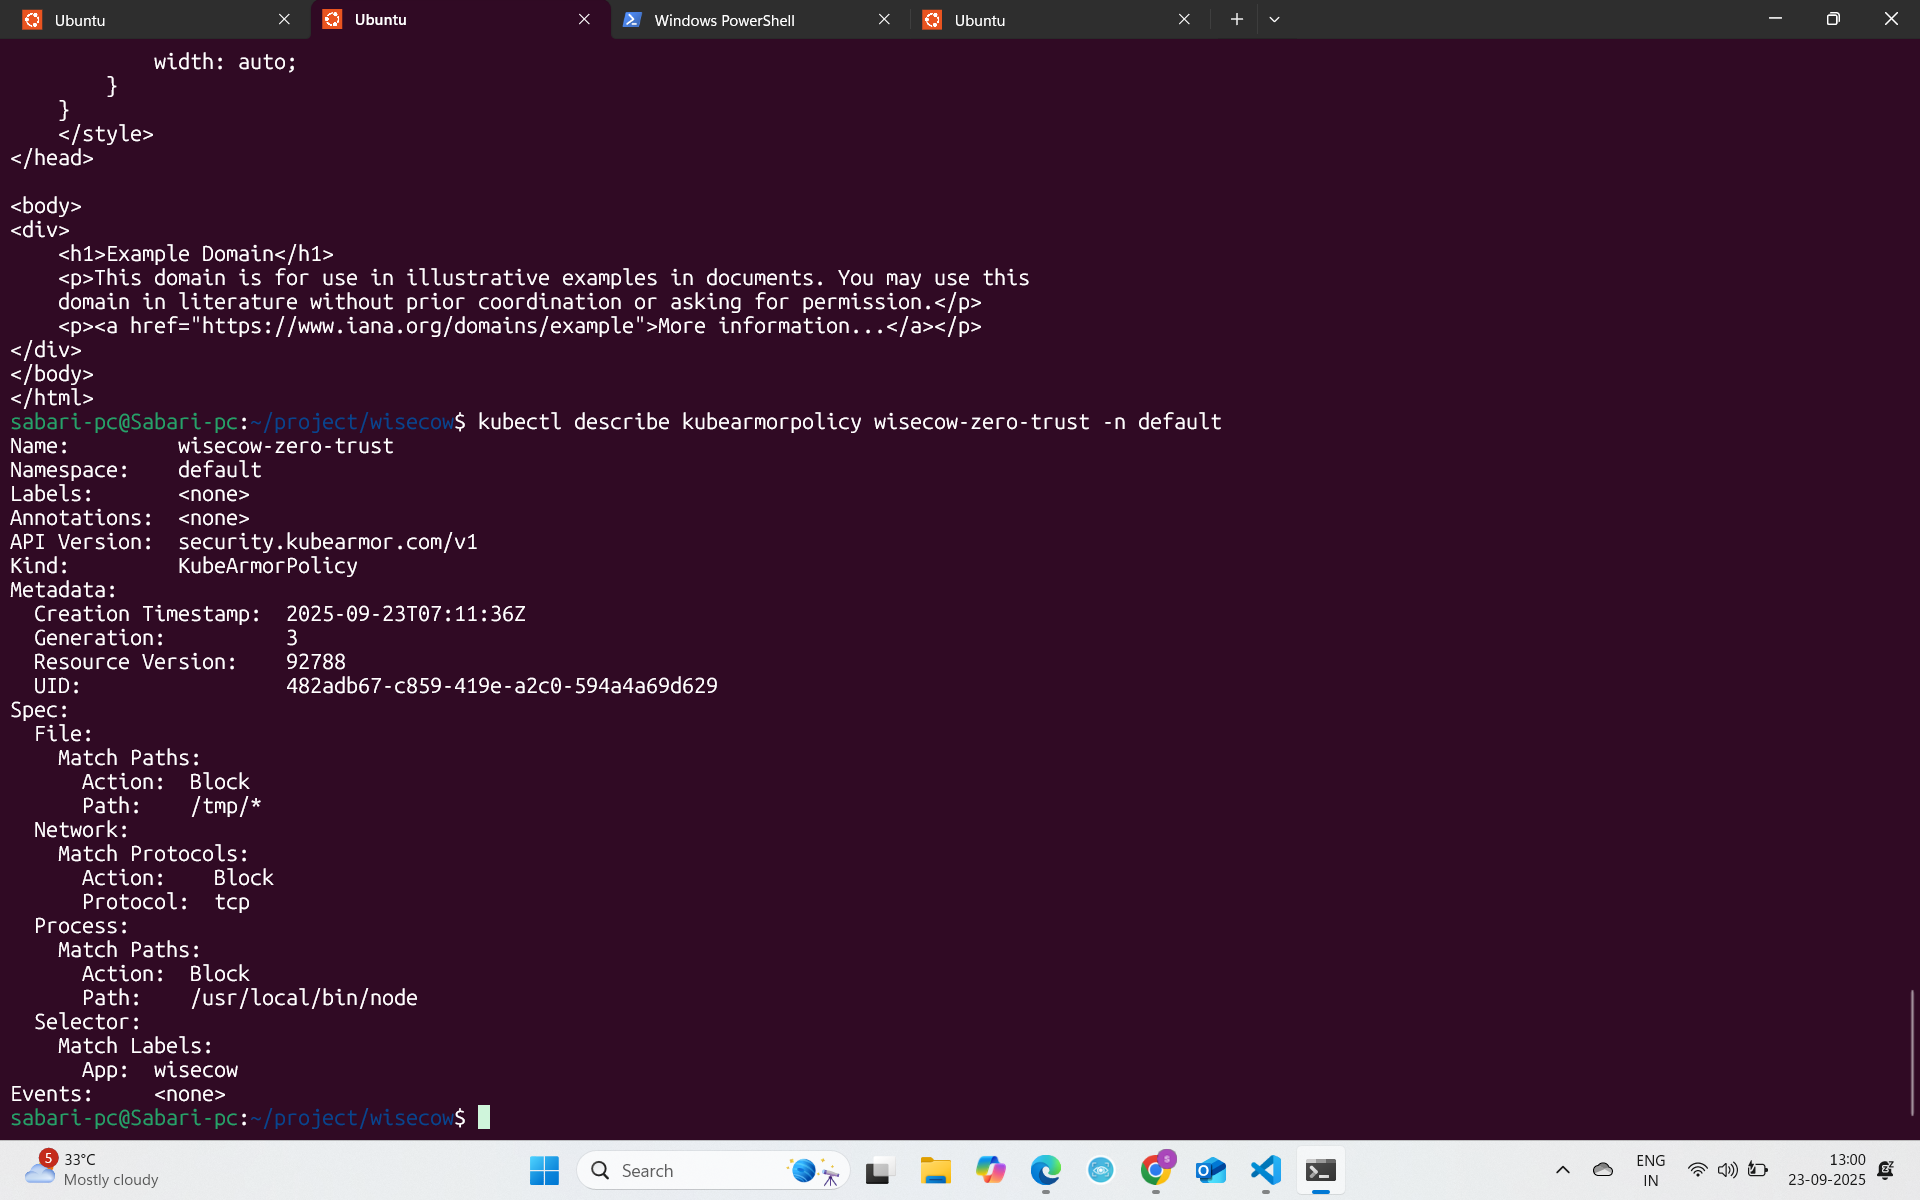 Ubuntu
Ubuntu
Windows PowerShell
Ubuntu
            width: auto;
        }
    }
    </style>
</head>
<body>
<div>
    <h1>Example Domain</h1>
    <p>This domain is for use in illustrative examples in documents. You may use this
    domain in literature without prior coordination or asking for permission.</p>
    <p><a href="https://www.iana.org/domains/example">More information...</a></p>
</div>
</body>
</html>
sabari-pc@Sabari-pc:~/project/wisecow$ kubectl describe kubearmorpolicy wisecow-zero-trust -n default
Name:         wisecow-zero-trust
Namespace:    default
Labels:       <none>
Annotations:  <none>
API Version:  security.kubearmor.com/v1
Kind:         KubeArmorPolicy
Metadata:
  Creation Timestamp:  2025-09-23T07:11:36Z
  Generation:          3
  Resource Version:    92788
  UID:                 482adb67-c859-419e-a2c0-594a4a69d629
Spec:
  File:
    Match Paths:
      Action:  Block
      Path:    /tmp/*
  Network:
    Match Protocols:
      Action:    Block
      Protocol:  tcp
  Process:
    Match Paths:
      Action:  Block
      Path:    /usr/local/bin/node
  Selector:
    Match Labels:
      App:  wisecow
Events:     <none>
sabari-pc@Sabari-pc:~/project/wisecow$
5
33°C
Mostly cloudy
Search
S
ENG
IN
13:00
23-09-2025